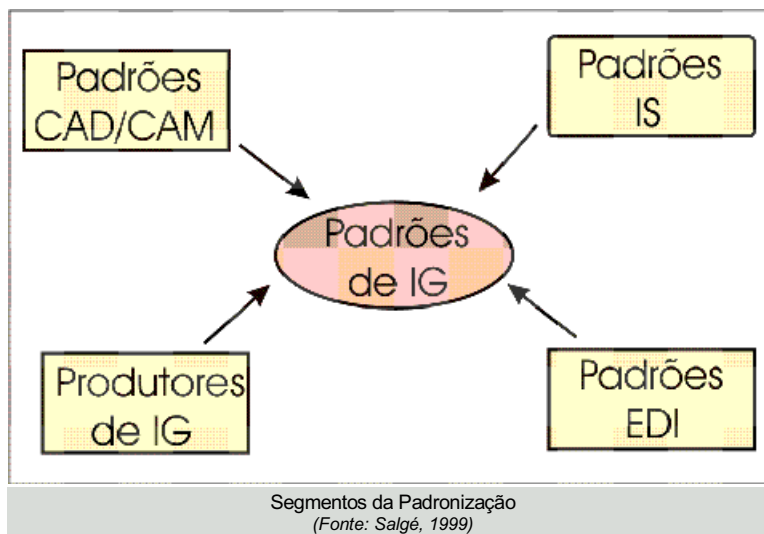 Padrões
CAD/CAM
Padrões
IS
Padrões
de IG
Produtores
de IG
Padrões
EDI
Segmentos da Padronização
(Fonte: Salgé, 1999)